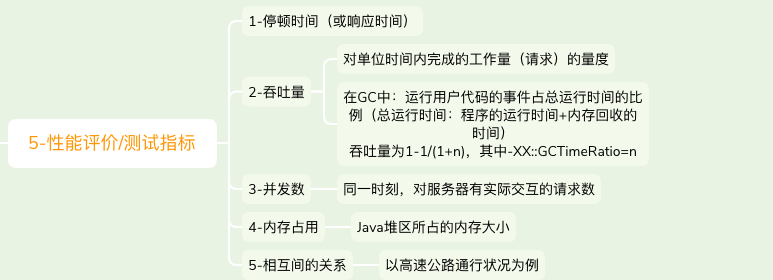 5-性能评价/测试指标
1-停顿时间（或响应时间）
2-吞吐量
对单位时间内完成的工作量（请求）的量度
在GC中：运行用户代码的事件占总运行时间的比
例（总运行时间：程序的运行时间+内存回收的
时间）
吞吐量为1-1/(1+n)，其中-XX::GCTimeRatio=n
3-并发数
同一时刻，对服务器有实际交互的请求数
4-内存占用
Java堆区所占的内存大小
5-相互间的关系
以高速公路通行状况为例